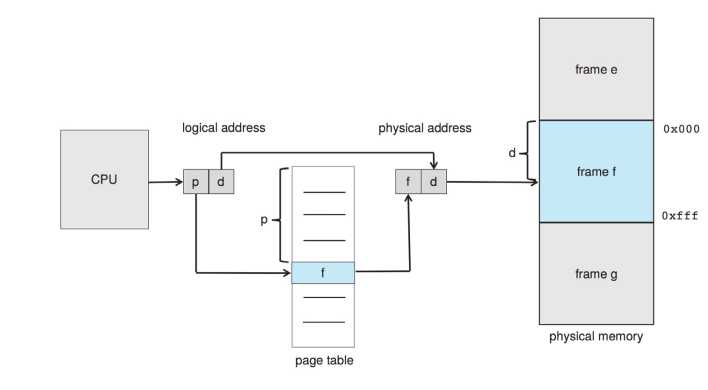 frame e
logical address
physical address
0x000
d
CPU
p d
f d
frame f
p
0xfff
f
frame g
physical memory
page table